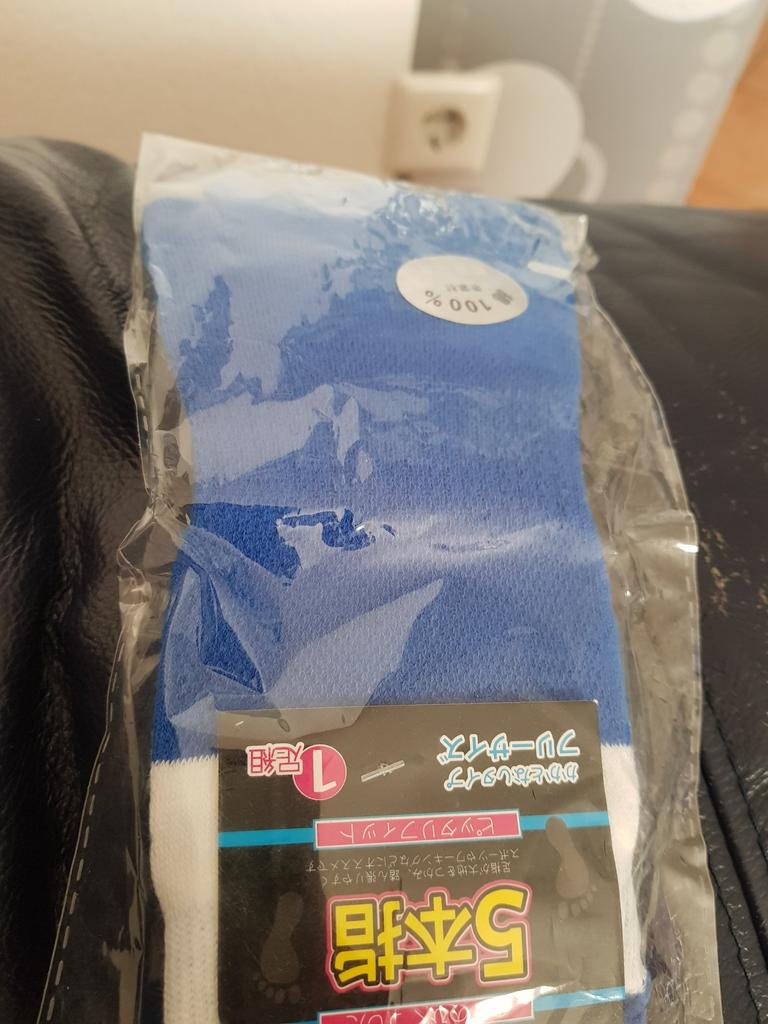 5本指
足指が大地をつかみ、踏ん張りやすく
スポーツやワーキングなどにオススメです
ピッタリフィット
かかとなしタイプ
フリーサイズ
1足組
綿100%